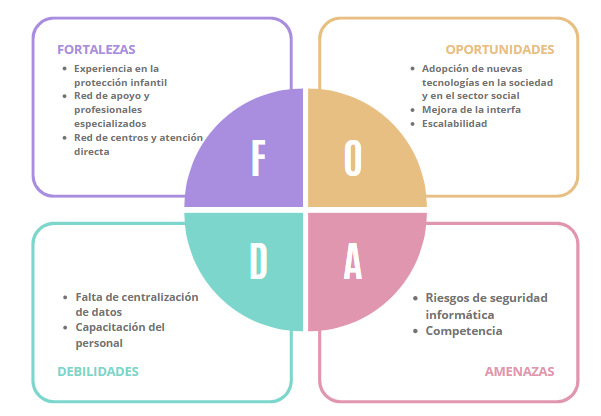 FORTALEZAS
• Experiencia en la
protección infantil
• Red de apoyo y
profesionales
especializados
• Red de centros y atención
directa
OPORTUNIDADES
• Adopción de nuevas
tecnologías en la sociedad
y en el sector social
• Mejora de la interfa
• Escalabilidad
F
O
D
A
• Falta de centralización
de datos
• Capacitación del
personal
DEBILIDADES
• Riesgos de seguridad
informática
• Competencia
AMENAZAS